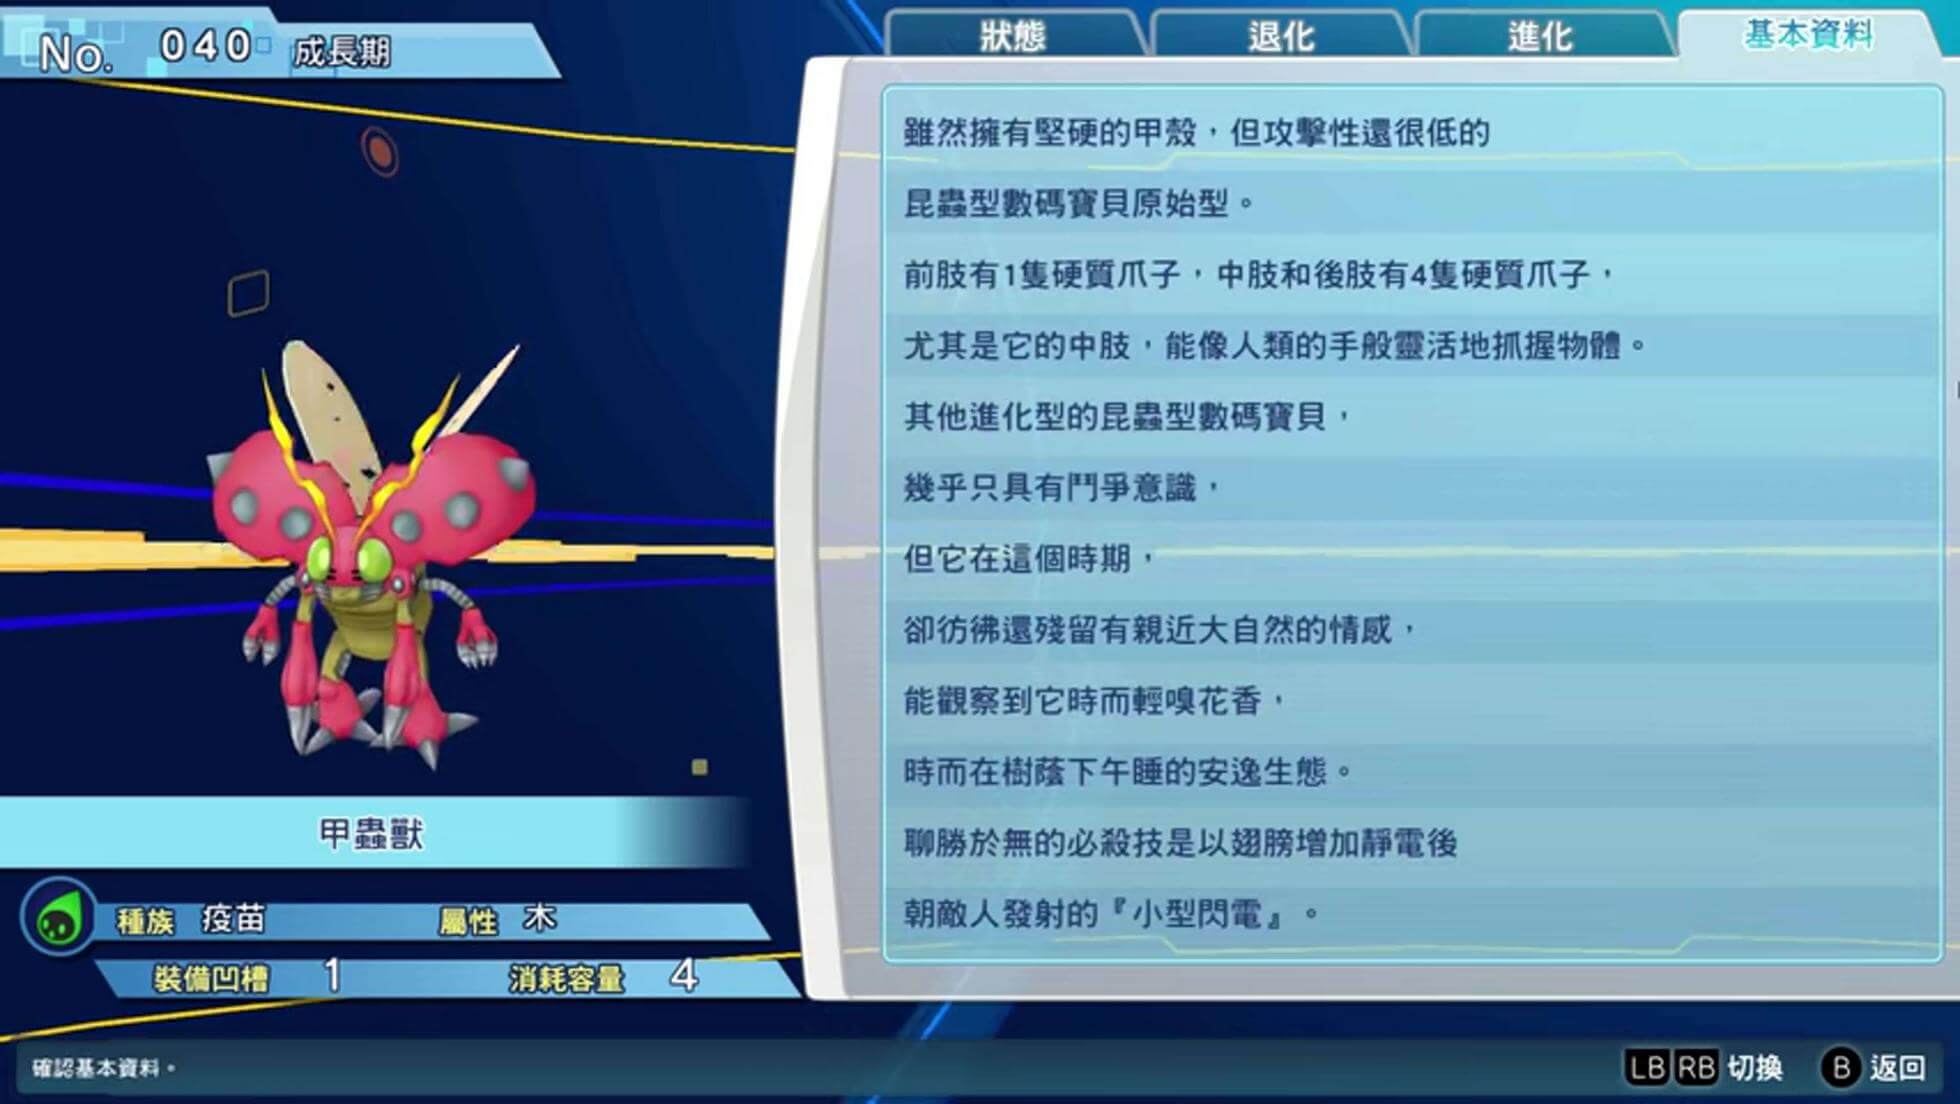 No. 040 成長期
狀態 退化 進化 基本資料
雖然擁有堅硬的甲殼，但攻擊性還很低的
昆蟲型數碼寶貝原始型。
前肢有1隻硬質爪子，中肢和後肢有4隻硬質爪子，
尤其是它的中肢，能像人類的手般靈活地抓握物體。
其他進化型的昆蟲型數碼寶貝，
幾乎只具有鬥爭意識，
但它在這個時期，
卻彷彿還殘留有親近大自然的情感，
能觀察到它時而輕嗅花香，
時而在樹蔭下午睡的安逸生態。
聊勝於無的必殺技是以翅膀增加靜電後
朝敵人發射的『小型閃電』。
甲蟲獸
種族 疫苗 屬性 木
裝備凹槽 1 消耗容量 4
確認基本資料。
LB RB 切換 B 返回